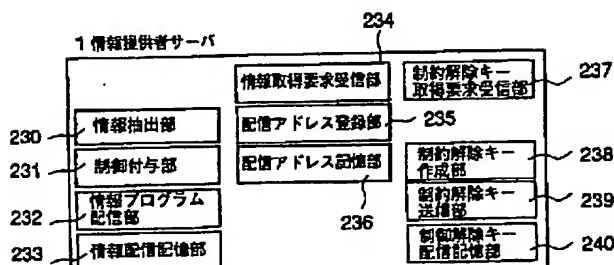 1 情報提供者サーバ
234
情報取得要求受信部
制約解除キー
取得要求受信部
237
230
情報抽出部
配信アドレス登録部
235
231
制御付与部
配信アドレス記憶部
236
制約解除キー
作成部
238
232
情報プログラム
配信部
制約解除キー
送信部
239
233
情報配信記憶部
制御解除キー
配信記憶部
240